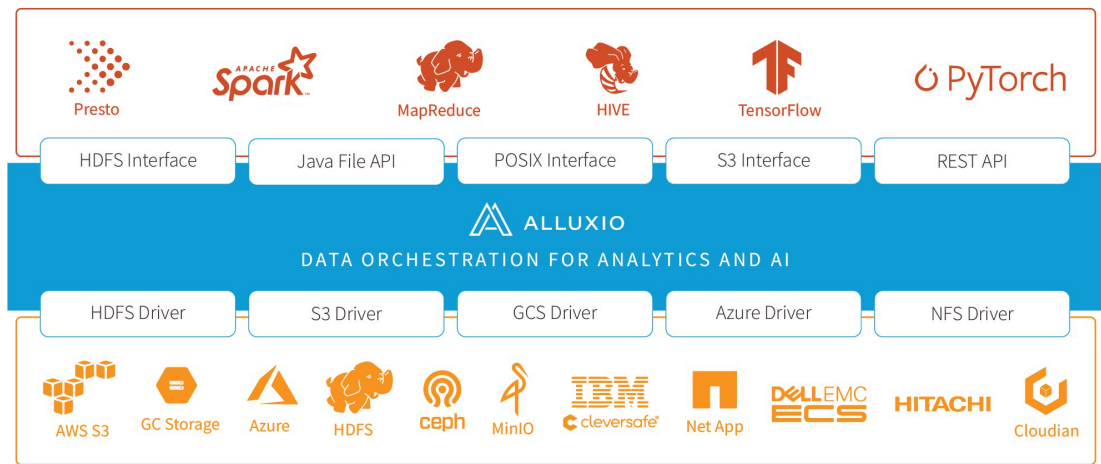 Presto
APACHE
Spark™
MapReduce
HIVE
TensorFlow
PyTorch
HDFS Interface
Java File API
POSIX Interface
S3 Interface
REST API
ALLUXIO
DATA ORCHESTRATION FOR ANALYTICS AND AI
HDFS Driver
S3 Driver
GCS Driver
Azure Driver
NFS Driver
AWS S3
GC Storage
Azure
HDFS
ceph
MinIO
IBM
cleversafe®
Net App
DELLEMC
ECS
HITACHI
Cloudian